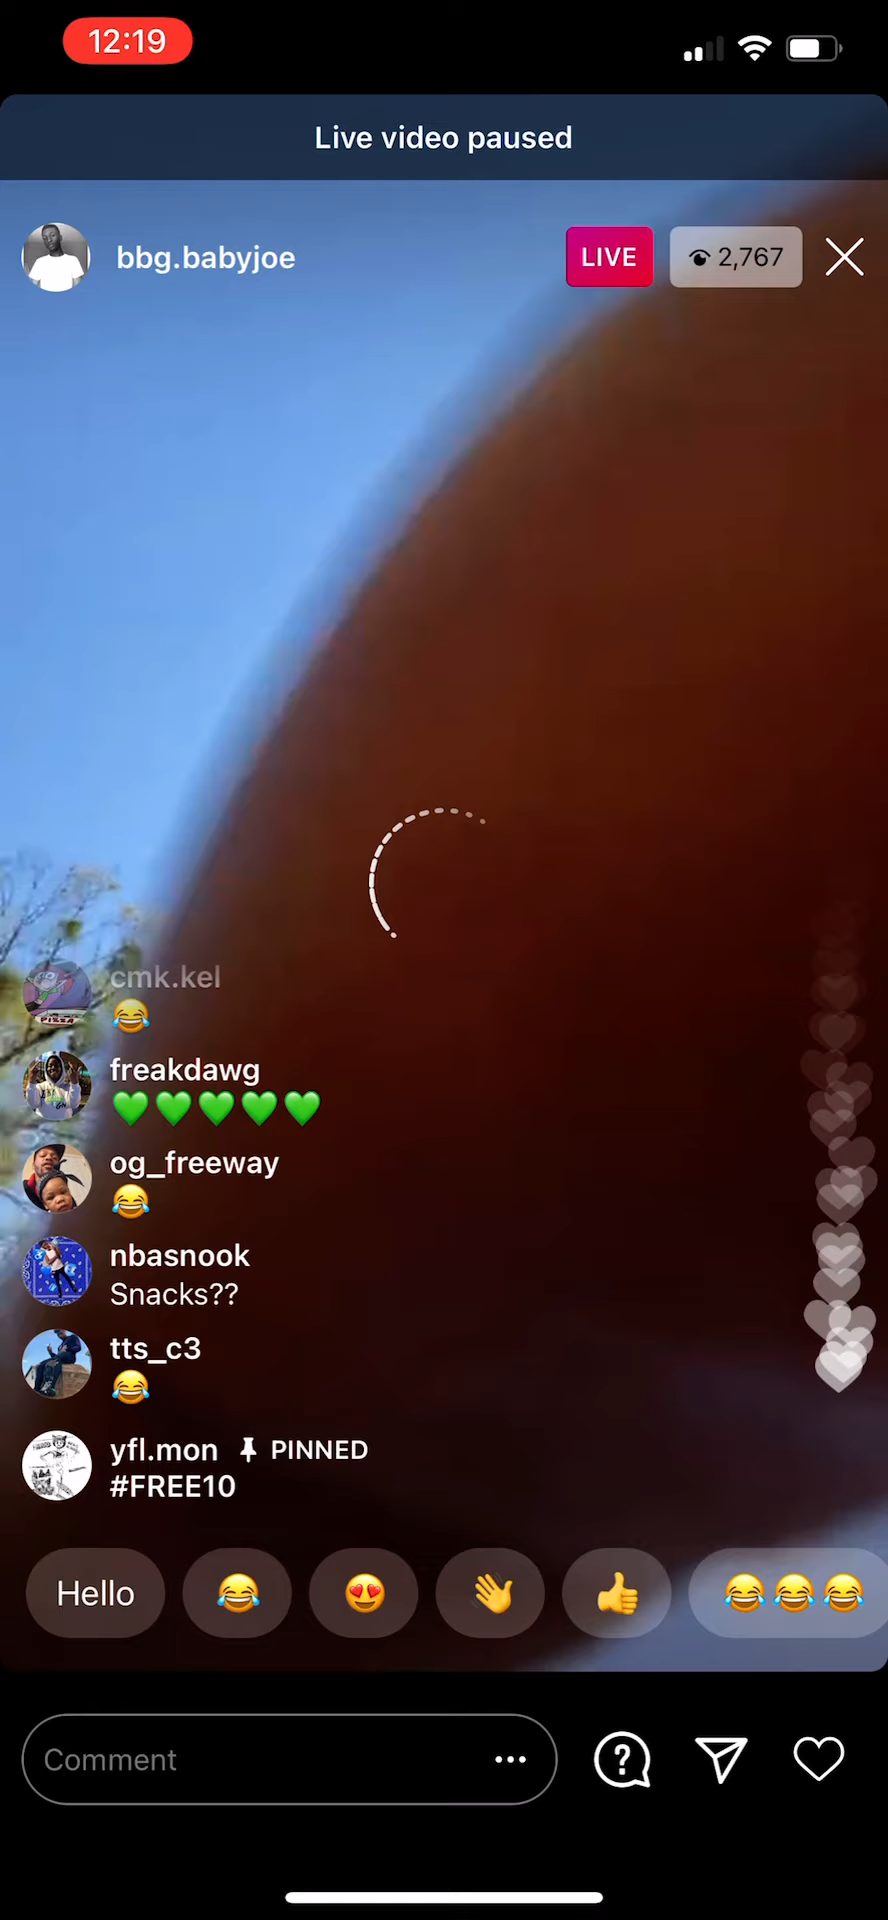 12:19
Live video paused
bbg.babyjoe
LIVE
2,767
cmk.kel
😂
freakdawg
💚💚💚💚💚
og_freeway
😂
nbasnook
Snacks??
tts_c3
😂
yfl.mon PINNED
#FREE10
Hello 😂 😍 👋 👍 😂😂😂
Comment